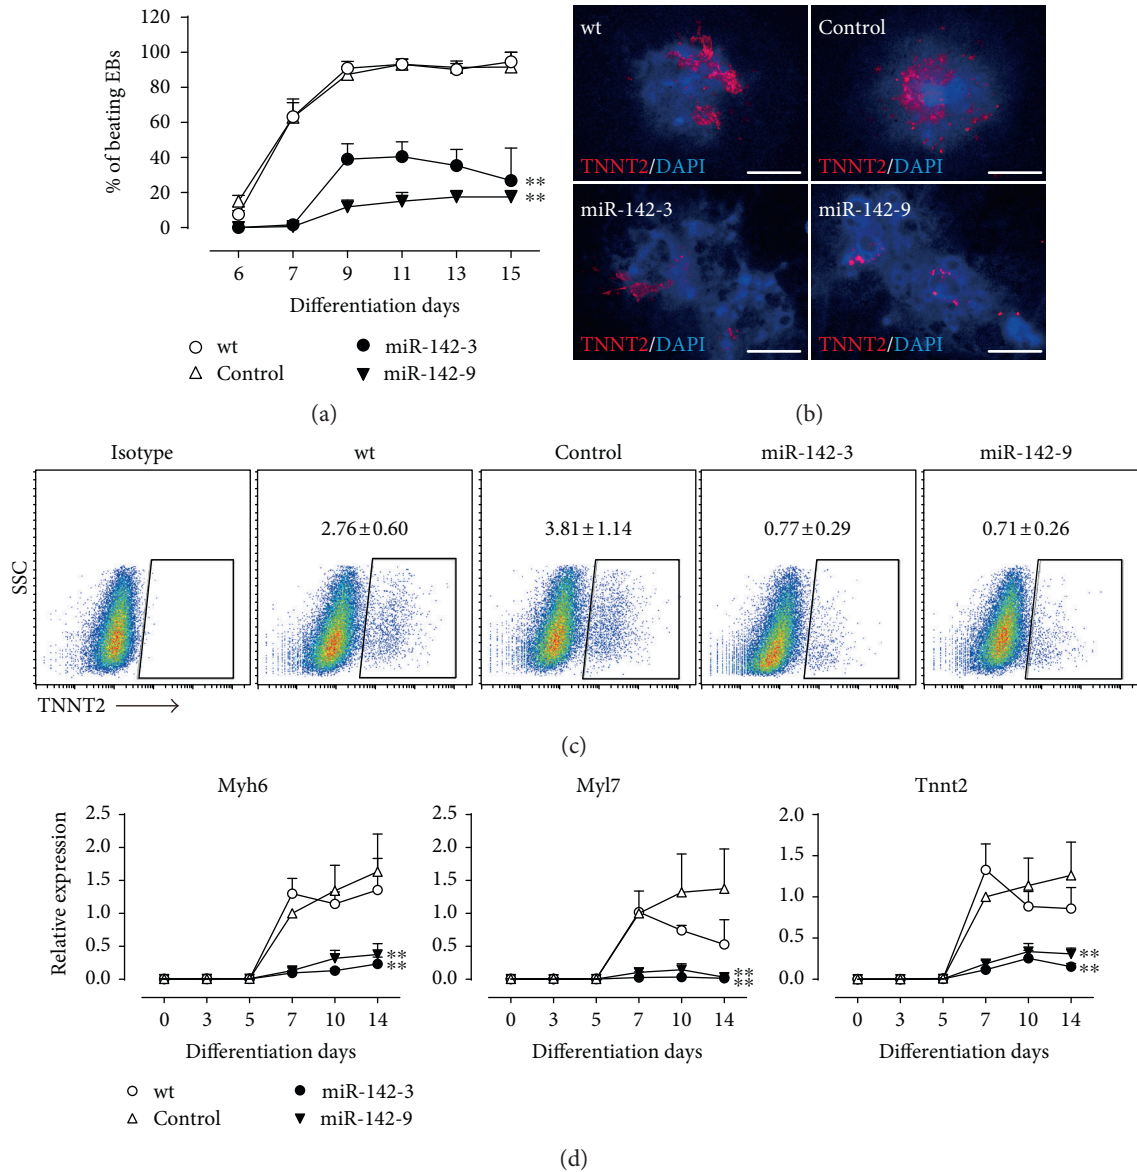 120
100
80
60
40
20
0
% of beating EBs
**
**
6 7 9 11 13 15
Differentiation days
wt
Control
miR-142-3
miR-142-9
(a)
wt
TNNT2/DAPI
Control
TNNT2/DAPI
miR-142-3
TNNT2/DAPI
miR-142-9
TNNT2/DAPI
(b)
Isotype wt Control miR-142-3 miR-142-9
2.76±0.60 3.81±1.14 0.77±0.29 0.71±0.26
SSC
TNNT2
(c)
Myh6
2.5
2.0
1.5
1.0
0.5
0.0
Relative expression
**
**
0 3 5 7 10 14
Differentiation days
Myl7
2.5
2.0
1.5
1.0
0.5
0.0
**
**
0 3 5 7 10 14
Differentiation days
Tnnt2
2.0
1.5
1.0
0.5
0.0
**
**
0 3 5 7 10 14
Differentiation days
wt
Control
miR-142-3
miR-142-9
(d)